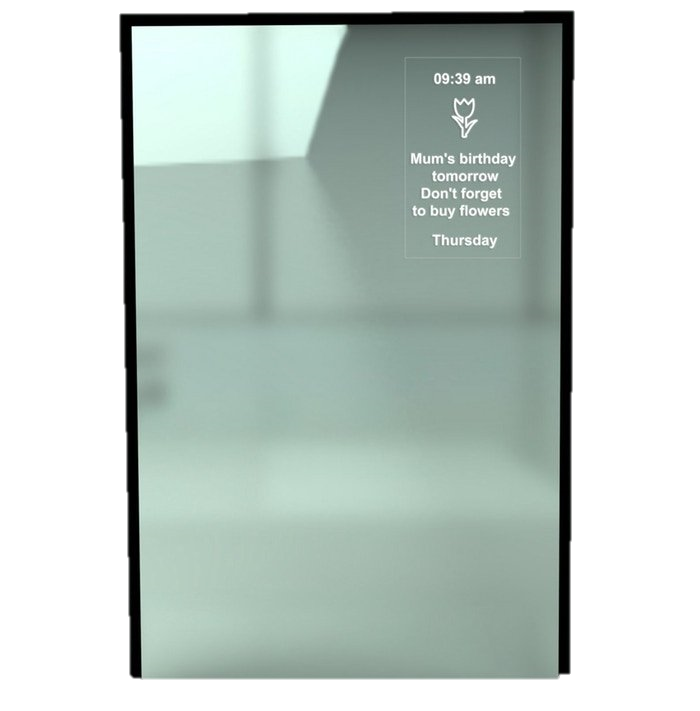 09:39 am
Mum's birthday
tomorrow
Don't forget
to buy flowers
Thursday